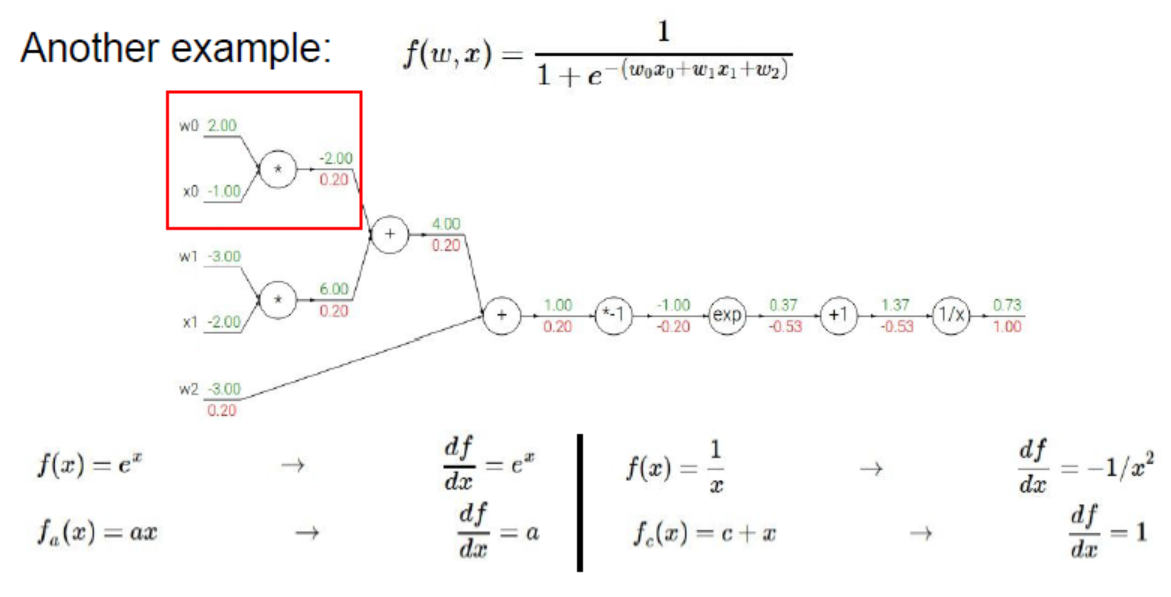 Another example: f(w, x) = 1 / (1 + e^{-(w_0x_0+w_1x_1+w_2)})
w0 2.00
-2.00
*
0.20
x0 -1.00
4.00
+
0.20
w1 -3.00
6.00
*
0.20
x1 -2.00
1.00 -1.00 0.37 1.37 0.73
+ *-1 exp +1 1/x
0.20 -0.20 -0.53 -0.53 1.00
w2 -3.00
0.20
f(x) = e^x → df/dx = e^x f(x) = 1/x → df/dx = -1/x^2
f_a(x) = ax → df/dx = a f_c(x) = c + x → df/dx = 1